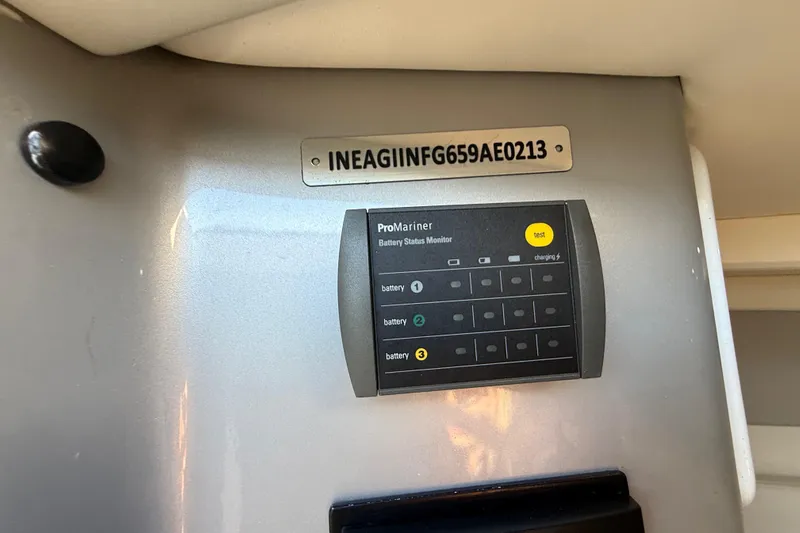 INEAGIINFG659AE0213
ProMariner
Battery Status Monitor
test
charging
battery 1
battery 2
battery 3